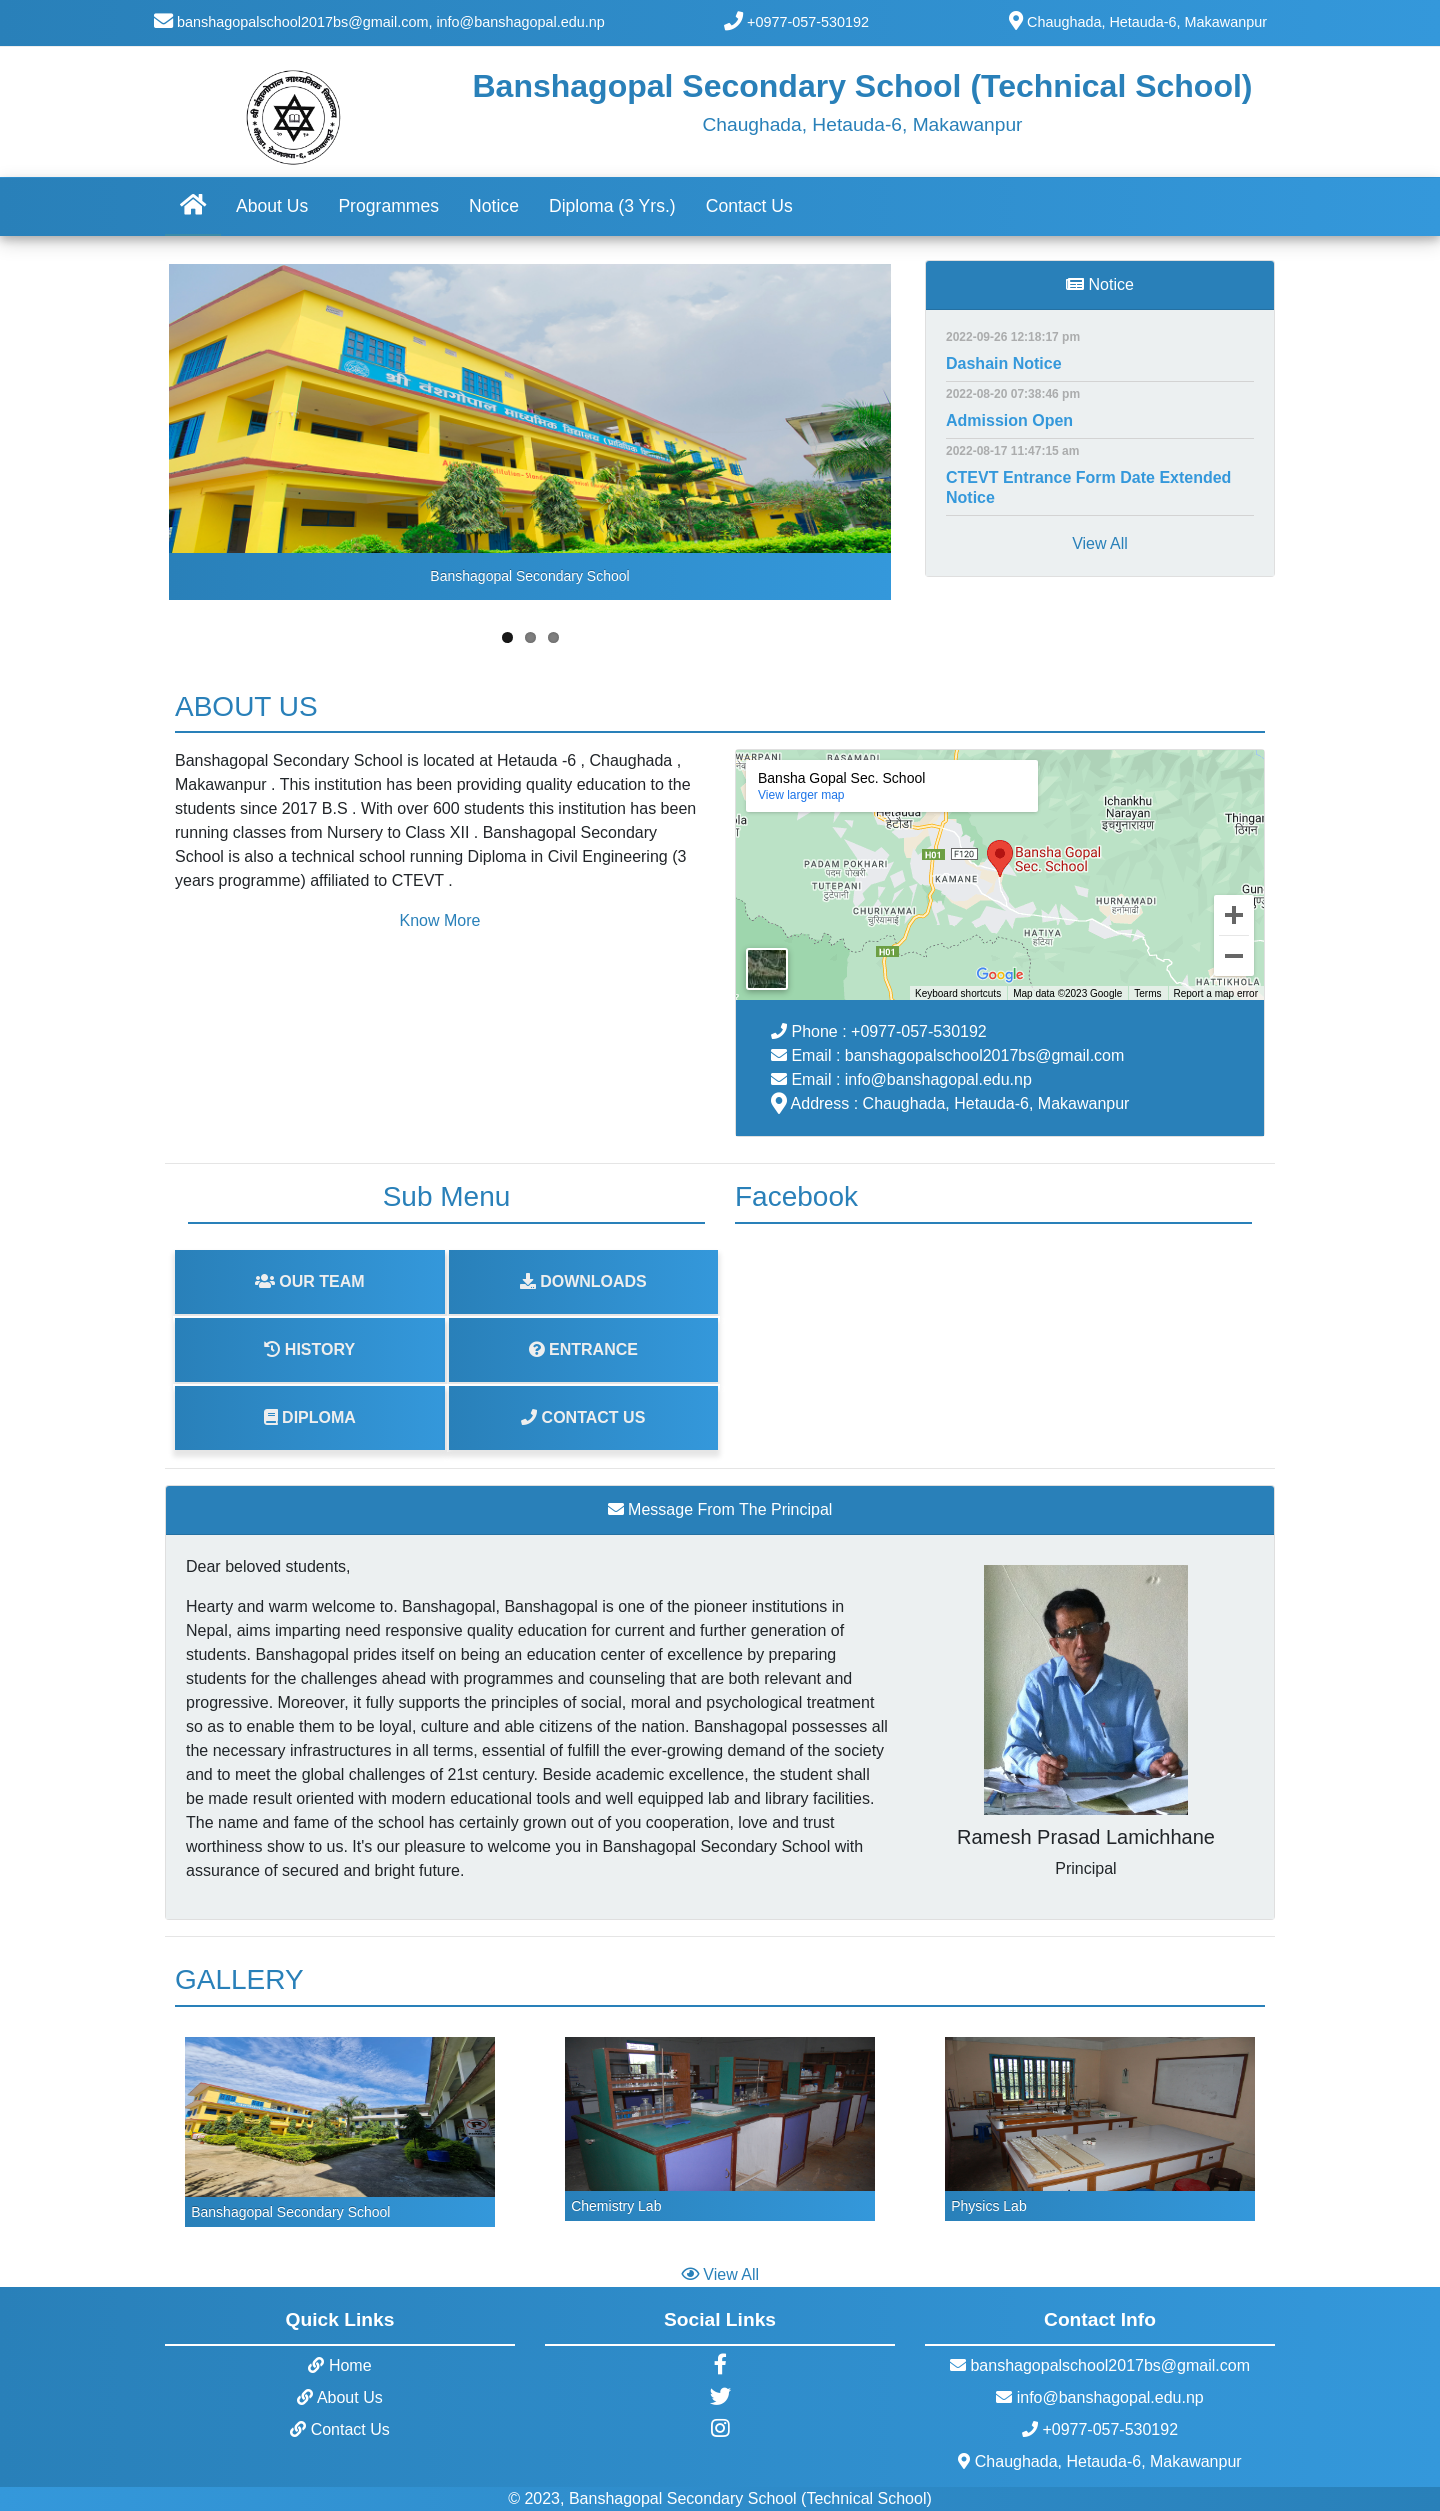 banshagopalschool2017bs@gmail.com, info@banshagopal.edu.np
+0977-057-530192
Chaughada, Hetauda-6, Makawanpur
Banshagopal Secondary School (Technical School)
Chaughada, Hetauda-6, Makawanpur
About Us
Programmes
Notice
Diploma (3 Yrs.)
Contact Us
श्री वंशगोपाल माध्यमिक विद्यालय
Banshagopal Secondary School
Notice
2022-09-26 12:18:17 pm
Dashain Notice
2022-08-20 07:38:46 pm
Admission Open
2022-08-17 11:47:15 am
CTEVT Entrance Form Date Extended
Notice
View All
ABOUT US
Banshagopal Secondary School is located at Hetauda -6 , Chaughada ,
Makawanpur . This institution has been providing quality education to the
students since 2017 B.S . With over 600 students this institution has been
running classes from Nursery to Class XII . Banshagopal Secondary
School is also a technical school running Diploma in Civil Engineering (3
years programme) affiliated to CTEVT .
Know More
Bansha Gopal Sec. School
View larger map
BASAMADI
Hetauda
हेटौंडा
Ichankhu
Narayan
इचंगुनारायण
ठिगन
H01
F120
Bansha Gopal
Sec. School
PADAM POKHARI
पदम पोखरी
KAMANE
TUTEPANI
टुटेपानी
CHURIYAMAI
चुरियामाई
HURNAMADI
हर्नामाढी
HATIYA
हटिया
H01
HATTIKHOLA
Google
Keyboard shortcuts
Map data ©2023 Google
Terms
Report a map error
Phone : +0977-057-530192
Email : banshagopalschool2017bs@gmail.com
Email : info@banshagopal.edu.np
Address : Chaughada, Hetauda-6, Makawanpur
Sub Menu
Facebook
OUR TEAM
DOWNLOADS
HISTORY
ENTRANCE
DIPLOMA
CONTACT US
Message From The Principal
Dear beloved students,
Hearty and warm welcome to. Banshagopal, Banshagopal is one of the pioneer institutions in
Nepal, aims imparting need responsive quality education for current and further generation of
students. Banshagopal prides itself on being an education center of excellence by preparing
students for the challenges ahead with programmes and counseling that are both relevant and
progressive. Moreover, it fully supports the principles of social, moral and psychological treatment
so as to enable them to be loyal, culture and able citizens of the nation. Banshagopal possesses all
the necessary infrastructures in all terms, essential of fulfill the ever-growing demand of the society
and to meet the global challenges of 21st century. Beside academic excellence, the student shall
be made result oriented with modern educational tools and well equipped lab and library facilities.
The name and fame of the school has certainly grown out of you cooperation, love and trust
worthiness show to us. It's our pleasure to welcome you in Banshagopal Secondary School with
assurance of secured and bright future.
Ramesh Prasad Lamichhane
Principal
GALLERY
Banshagopal Secondary School
Chemistry Lab
Physics Lab
View All
Quick Links
Home
About Us
Contact Us
Social Links
Contact Info
banshagopalschool2017bs@gmail.com
info@banshagopal.edu.np
+0977-057-530192
Chaughada, Hetauda-6, Makawanpur
© 2023, Banshagopal Secondary School (Technical School)